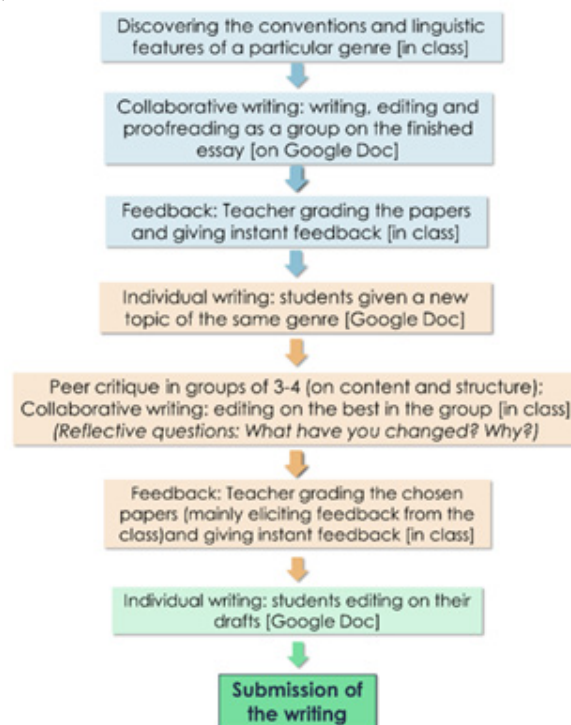 Discovering the conventions and linguistic
features of a particular genre [in class]
Collaborative writing: writing, editing and
proofreading as a group on the finished
essay [on Google Doc]
Feedback: Teacher grading the papers
and giving instant feedback [in class]
Individual writing: students given a new
topic of the same genre [Google Doc]
Peer critique in groups of 3-4 (on content and structure);
Collaborative writing: editing on the best in the group [in class]
(Reflective questions: What have you changed? Why?)
Feedback: Teacher grading the chosen
papers (mainly eliciting feedback from the
class)and giving instant feedback [in class]
Individual writing: students editing on their
drafts [Google Doc]
Submission of
the writing